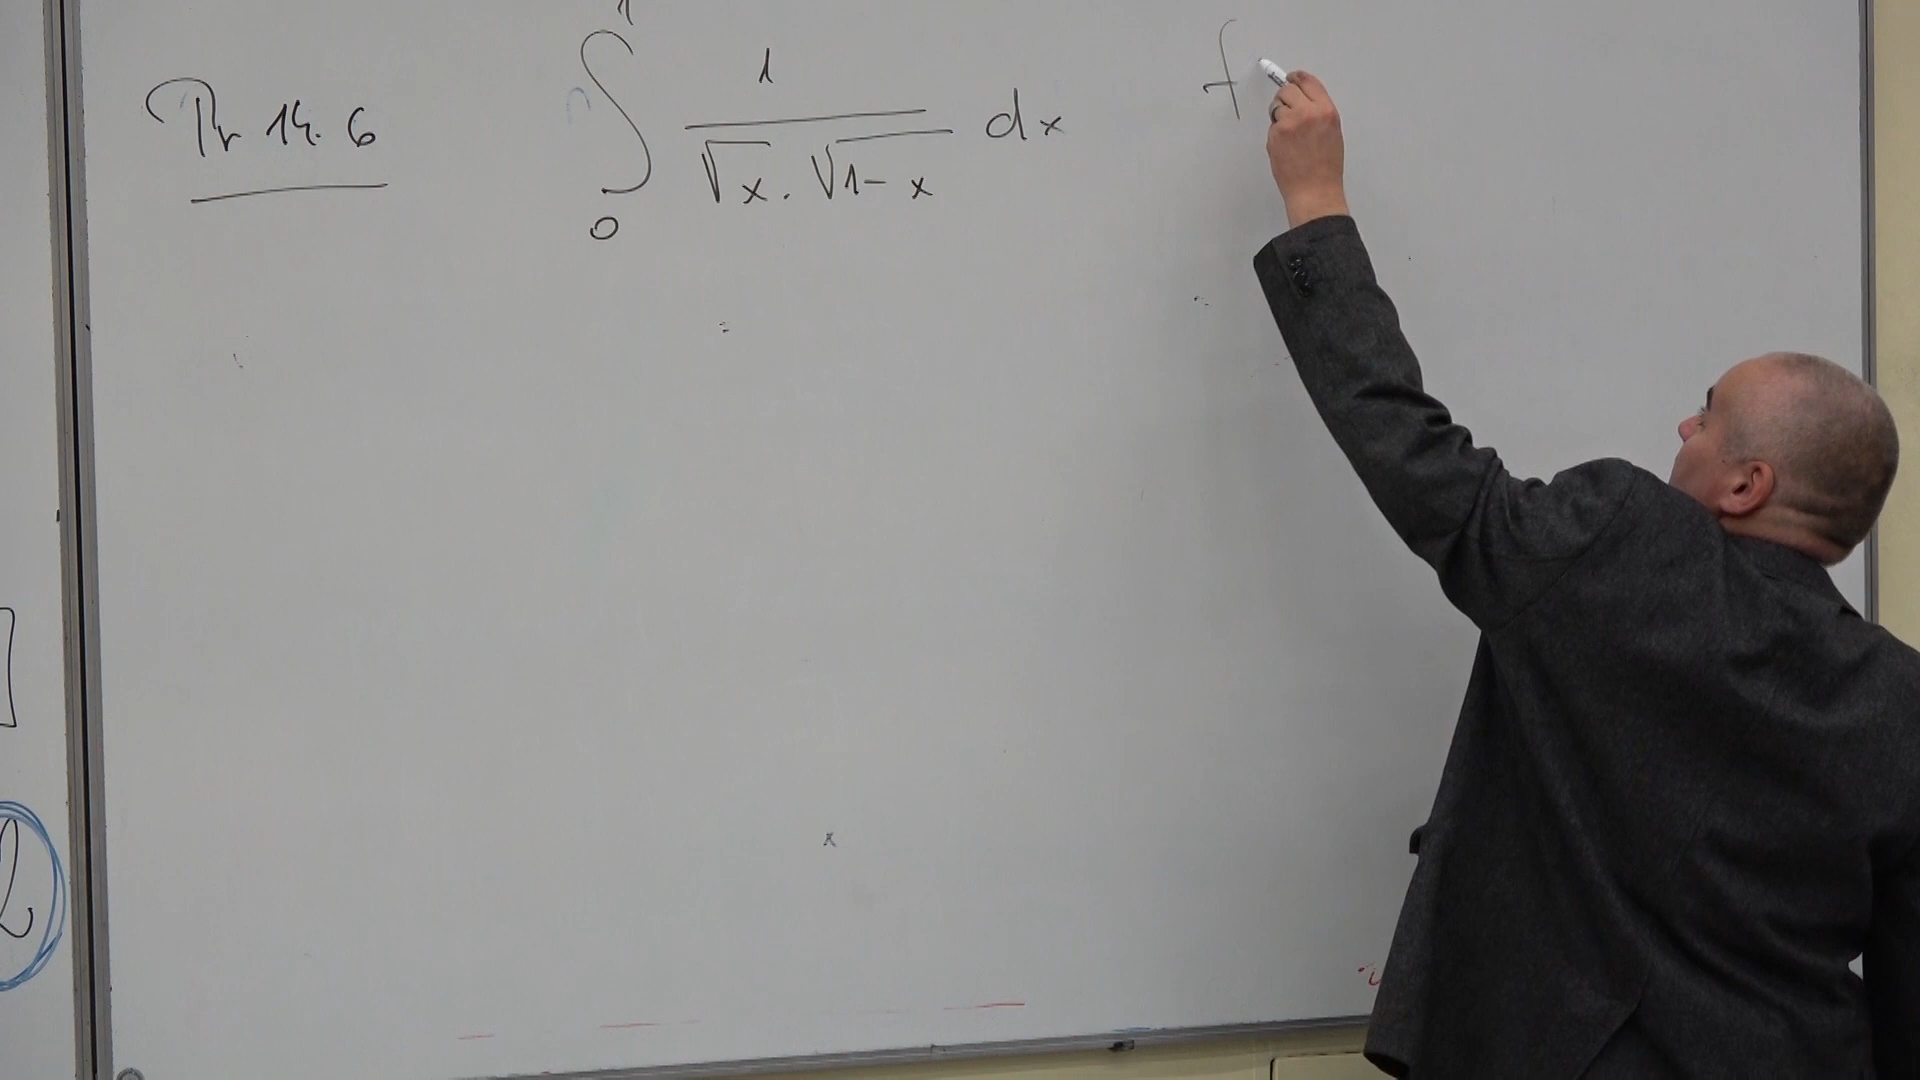 Pr 14.6 ∫₀¹ 1/(√x · √1-x) dx f